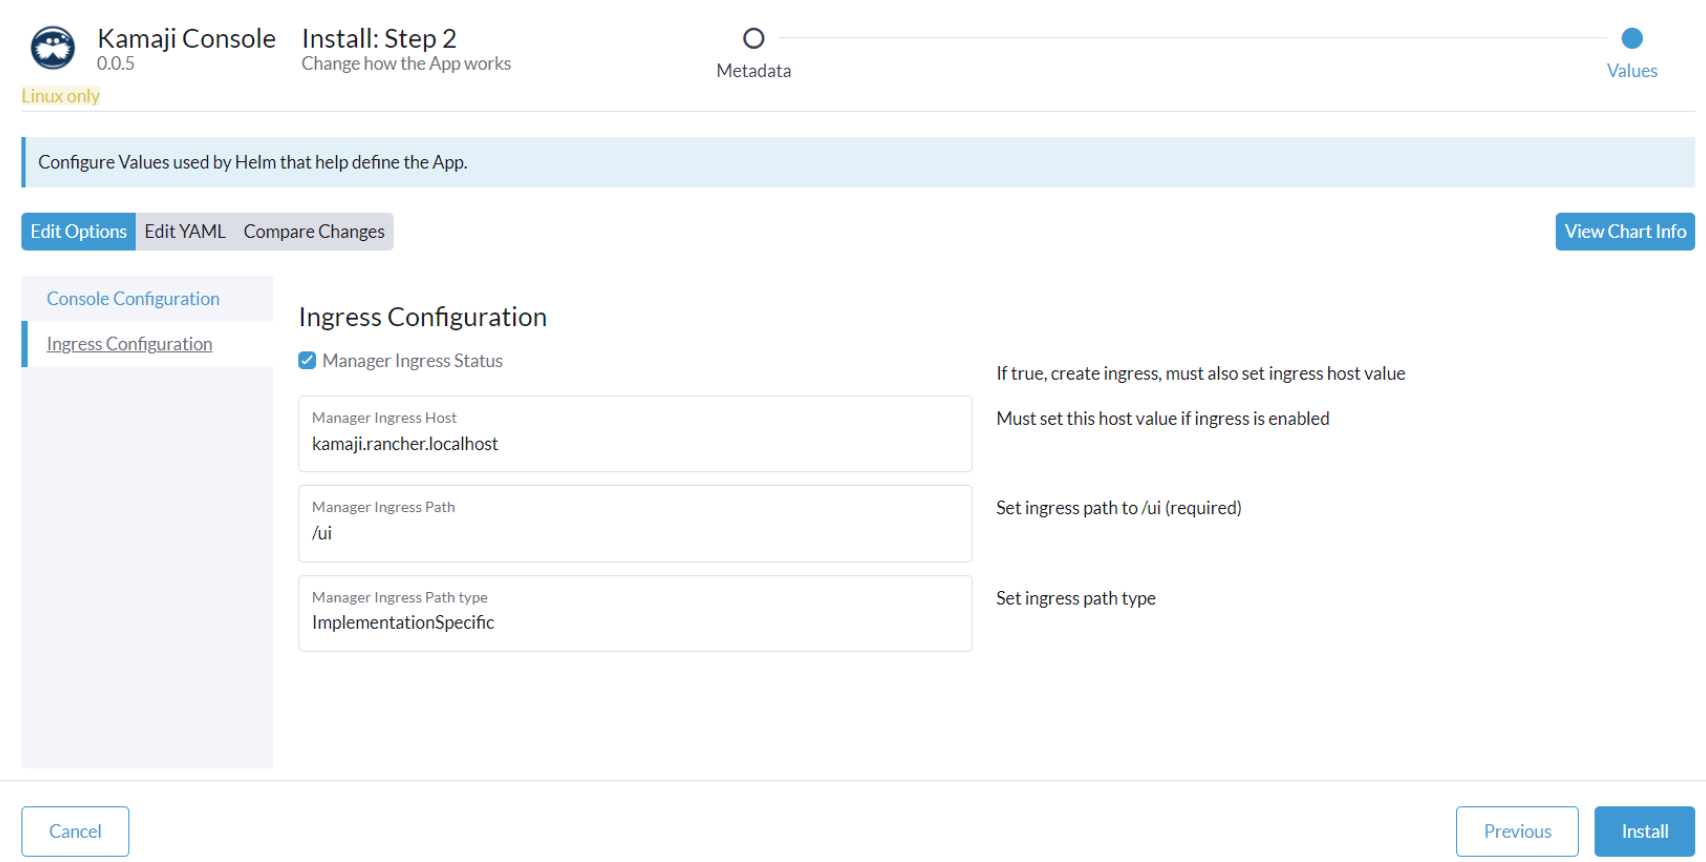 Kamaji Console
0.0.5
Install: Step 2
Change how the App works
Metadata
Values
Linux only
Configure Values used by Helm that help define the App.
Edit Options
Edit YAML
Compare Changes
View Chart Info
Console Configuration
Ingress Configuration
Ingress Configuration
Manager Ingress Status
If true, create ingress, must also set ingress host value
Manager Ingress Host
kamaji.rancher.localhost
Must set this host value if ingress is enabled
Manager Ingress Path
/ui
Set ingress path to /ui (required)
Manager Ingress Path type
ImplementationSpecific
Set ingress path type
Cancel
Previous
Install